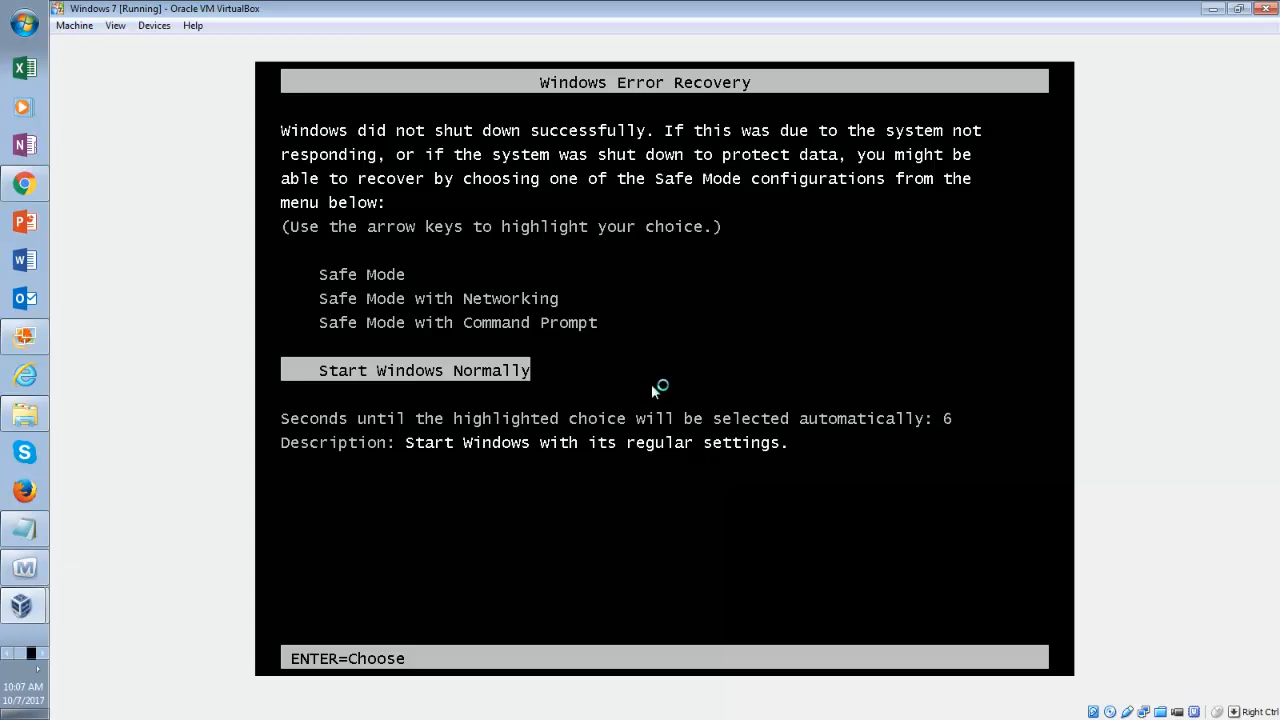 Windows 7 [Running] - Oracle VM VirtualBox
Machine View Devices Help
Windows Error Recovery
Windows did not shut down successfully. If this was due to the system not
responding, or if the system was shut down to protect data, you might be
able to recover by choosing one of the Safe Mode configurations from the
menu below:
(Use the arrow keys to highlight your choice.)
Safe Mode
Safe Mode with Networking
Safe Mode with Command Prompt
Start Windows Normally
Seconds until the highlighted choice will be selected automatically: 6
Description: Start Windows with its regular settings.
ENTER=Choose
10:07 AM
10/7/2017
Right Ctrl